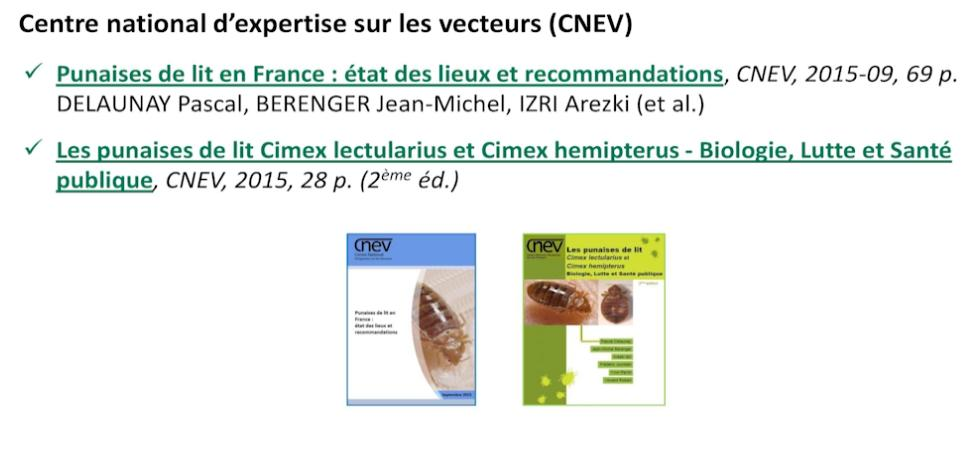 Centre national d'expertise sur les vecteurs (CNEV)
✓ Punaises de lit en France : état des lieux et recommandations, CNEV, 2015-09, 69 p.
DELAUNAY Pascal, BERENGER Jean-Michel, IZRI Arezki (et al.)
✓ Les punaises de lit Cimex lectularius et Cimex hemipterus - Biologie, Lutte et Santé
publique, CNEV, 2015, 28 p. (2ème éd.)
Cnev
Centre National
Punaises de lit en
France :
état des lieux et
recommandations
Septembre 2015
Cnev
Les punaises de lit
Cimex lectularius et
Cimex hemipterus
Biologie, Lutte et Santé publique